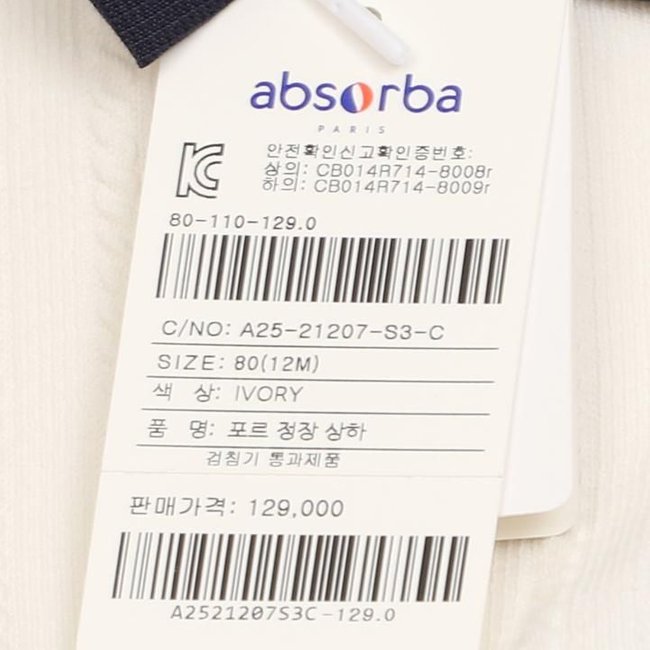 absorba
PARIS
안전확인신고확인증번호:
상의: CB014R714-8008r
하의: CB014R714-8009r
80-110-129.0
C/NO: A25-21207-S3-C
SIZE: 80(12M)
색 상: IVORY
품 명: 포르 정장 상하
검침기 통과제품
판매가격: 129,000
A2521207S3C-129.0